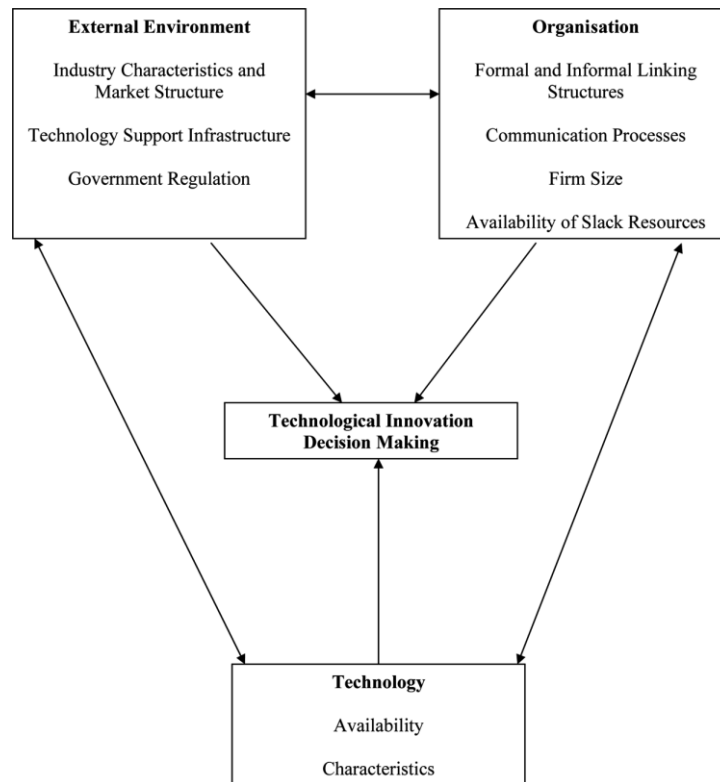 External Environment
Industry Characteristics and
Market Structure
Technology Support Infrastructure
Government Regulation
Organisation
Formal and Informal Linking
Structures
Communication Processes
Firm Size
Availability of Slack Resources
Technological Innovation
Decision Making
Technology
Availability
Characteristics